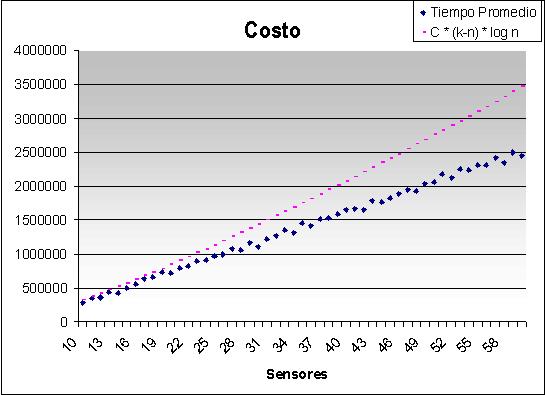 Tiempo Promedio
C * (k-n) * log n
Costo
4000000
3500000
3000000
2500000
2000000
1500000
1000000
500000
0
10 13 16 19 22 25 28 31 34 37 40 43 46 49 52 55 58
Sensores